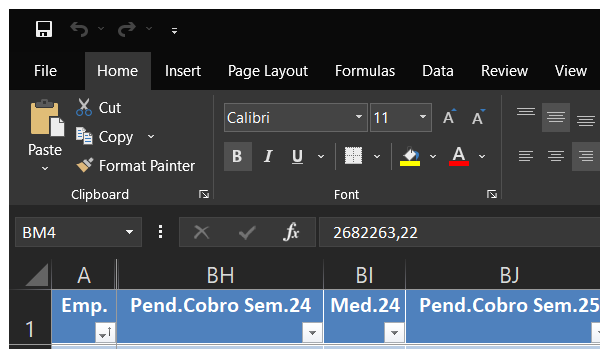 File Home Insert Page Layout Formulas Data Review View
Paste
Cut
Copy
Format Painter
Clipboard
Calibri 11 A A
B I U A
Font
BM4 fx 2682263,22
A BH BI BJ
1 Emp. Pend.Cobro Sem.24 Med.24 Pend.Cobro Sem.25